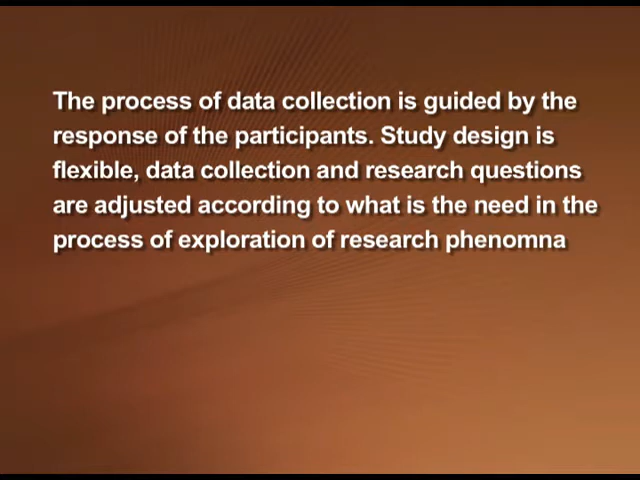 The process of data collection is guided by the
response of the participants. Study design is
flexible, data collection and research questions
are adjusted according to what is the need in the
process of exploration of research phenomna